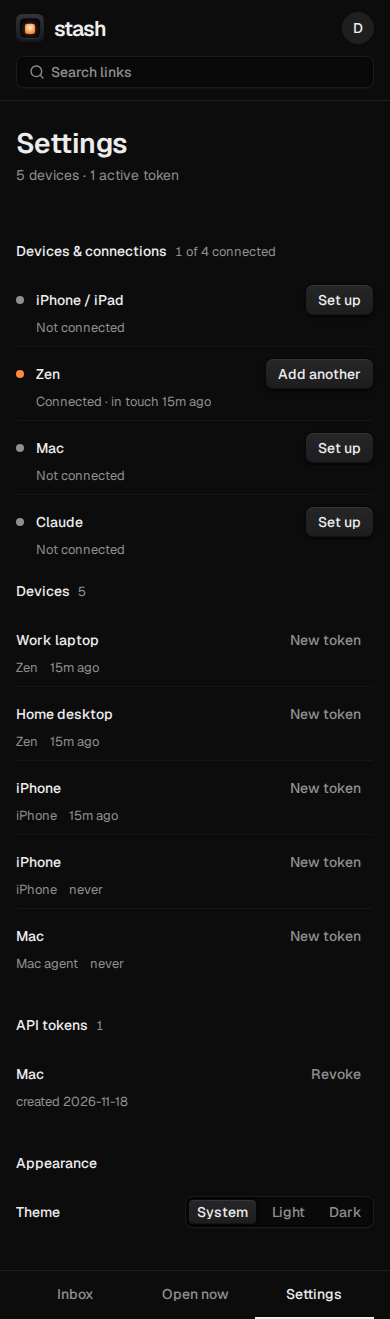 stash
D
Search links
Settings
5 devices · 1 active token
Devices & connections 1 of 4 connected
iPhone / iPad Set up
Not connected
Zen Add another
Connected · in touch 15m ago
Mac Set up
Not connected
Claude Set up
Not connected
Devices 5
Work laptop New token
Zen 15m ago
Home desktop New token
Zen 15m ago
iPhone New token
iPhone 15m ago
iPhone New token
iPhone never
Mac New token
Mac agent never
API tokens 1
Mac Revoke
created 2026-11-18
Appearance
Theme System Light Dark
Inbox Open now Settings